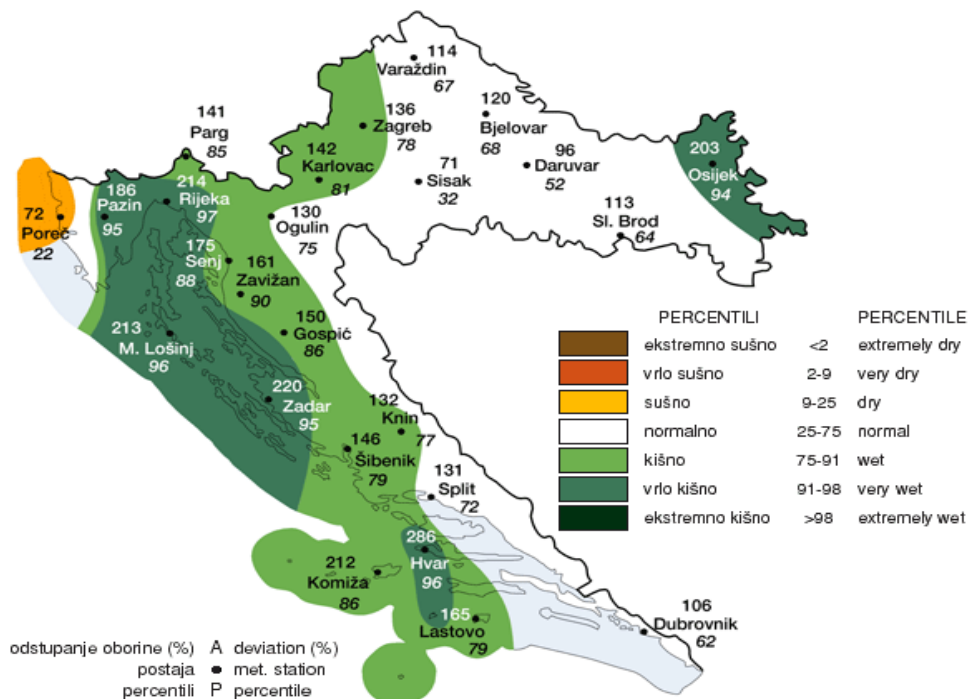 114
Varaždin
67
141
Parg
85
136
Zagreb
78
120
Bjelovar
68
142
Karlovac
81
71
Sisak
32
96
Daruvar
52
203
Osijek
94
72
Poreč
22
186
Pazin
95
214
Rijeka
97
130
Ogulin
75
113
Sl. Brod
64
175
Senj
88
161
Zavižan
90
213
M. Lošinj
96
150
Gospić
86
220
Zadar
95
132
Knin
77
146
Šibenik
79
131
Split
72
286
Hvar
96
212
Komiža
86
165
Lastovo
79
106
Dubrovnik
62
PERCENTILI PERCENTILE
ekstremno sušno <2 extremely dry
vrlo sušno 2-9 very dry
sušno 9-25 dry
normalno 25-75 normal
kišno 75-91 wet
vrlo kišno 91-98 very wet
ekstremno kišno >98 extremely wet
odstupanje oborine (%) A deviation (%)
postaja ● met. station
percentili P percentile